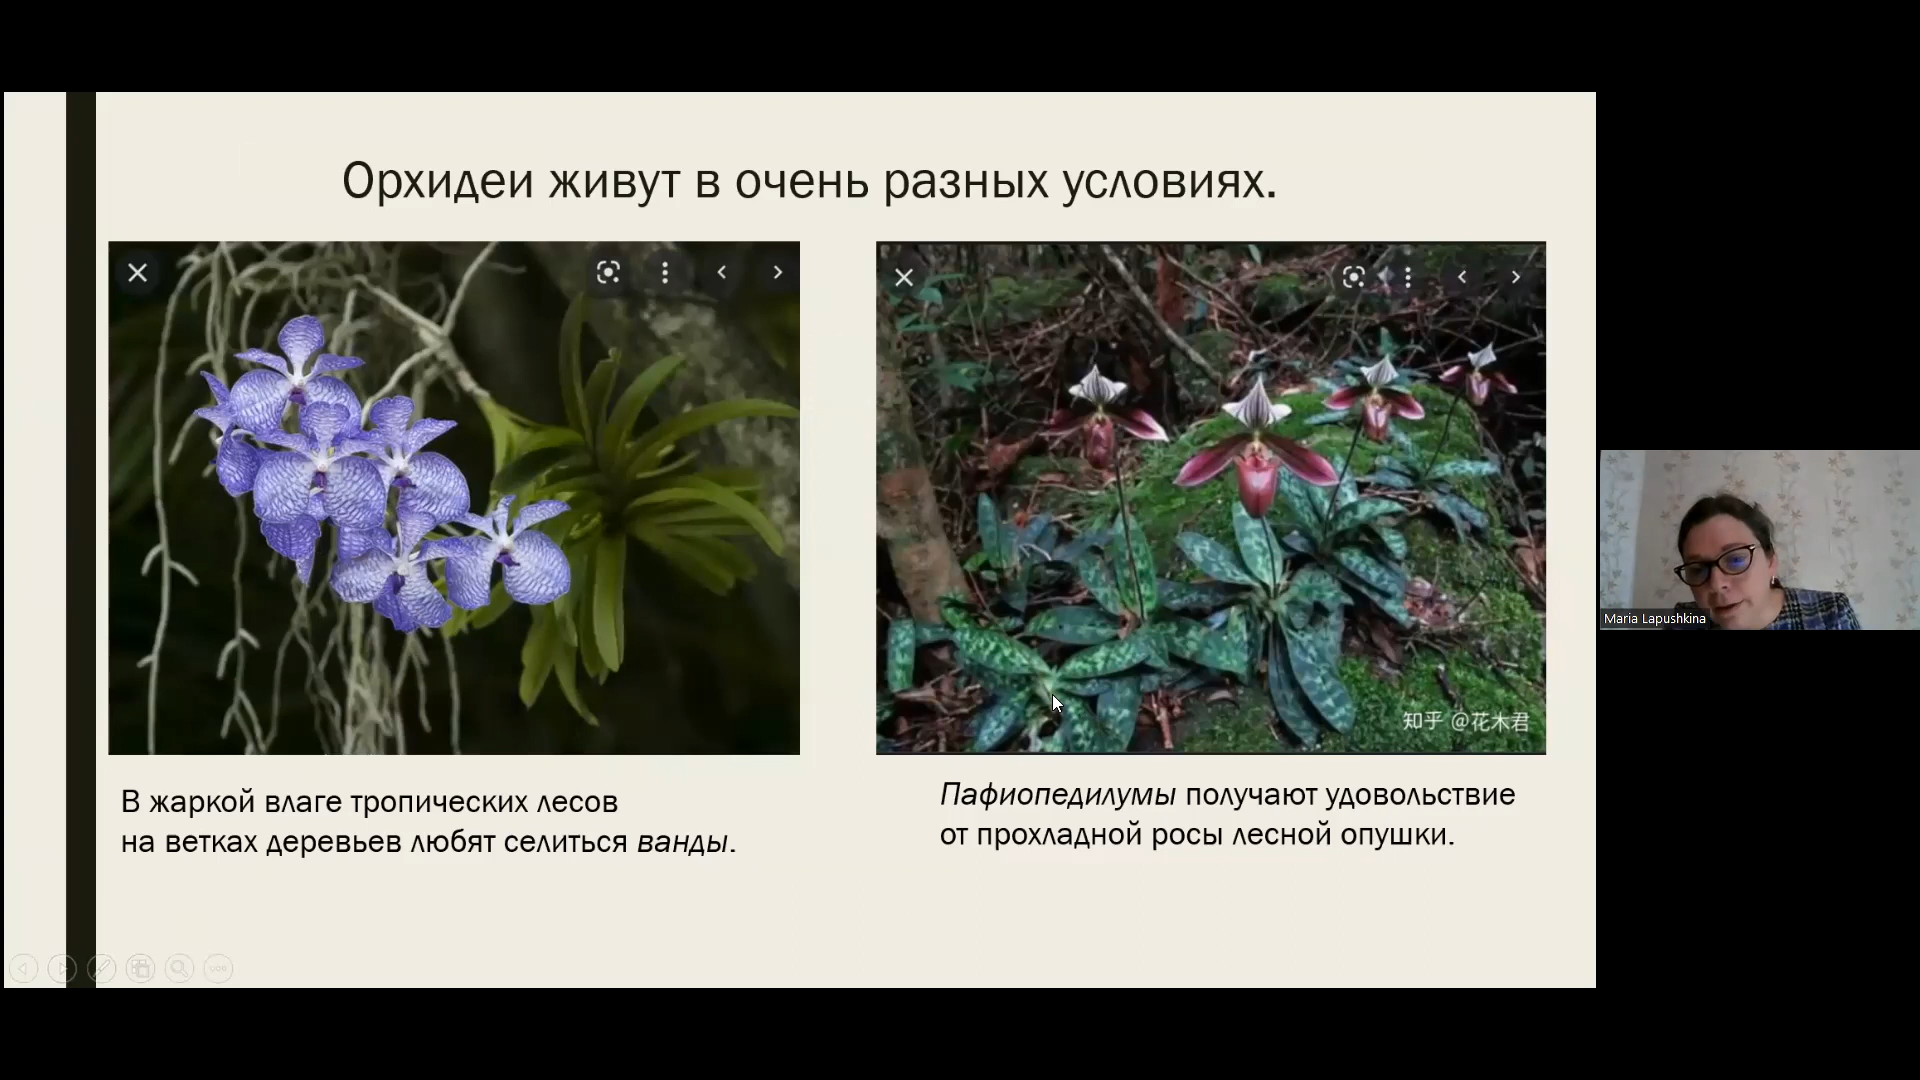 Орхидеи живут в очень разных условиях.
知乎 @花木君
В жаркой влаге тропических лесов
на ветках деревьев любят селиться ванды.
Пафиопедилумы получают удовольствие
от прохладной росы лесной опушки.
Maria Lapushkina